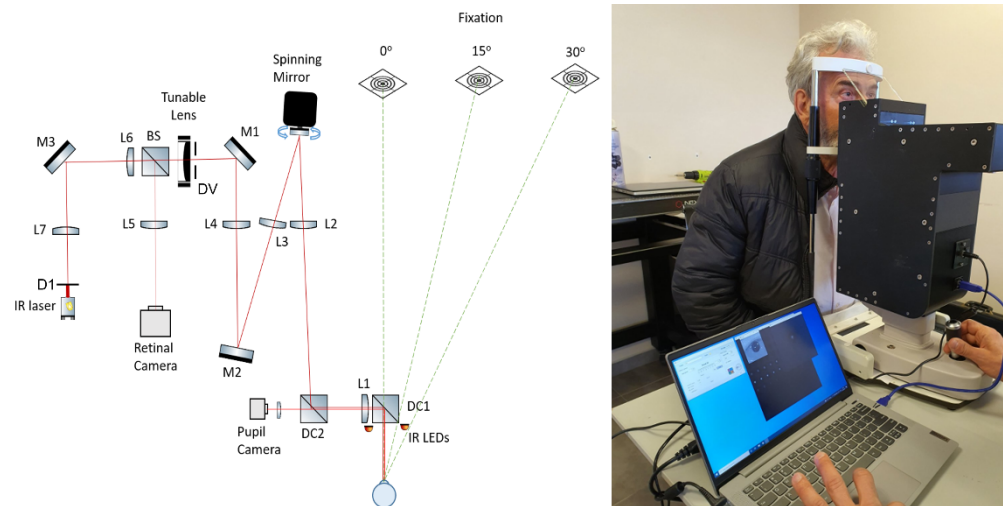 Fixation
0°
15°
30°
Spinning
Mirror
Tunable
Lens
M3
L6
BS
M1
DV
L7
L5
L4
L3
L2
D1
IR laser
Retinal
Camera
M2
L1
DC1
Pupil
Camera
DC2
IR LEDs